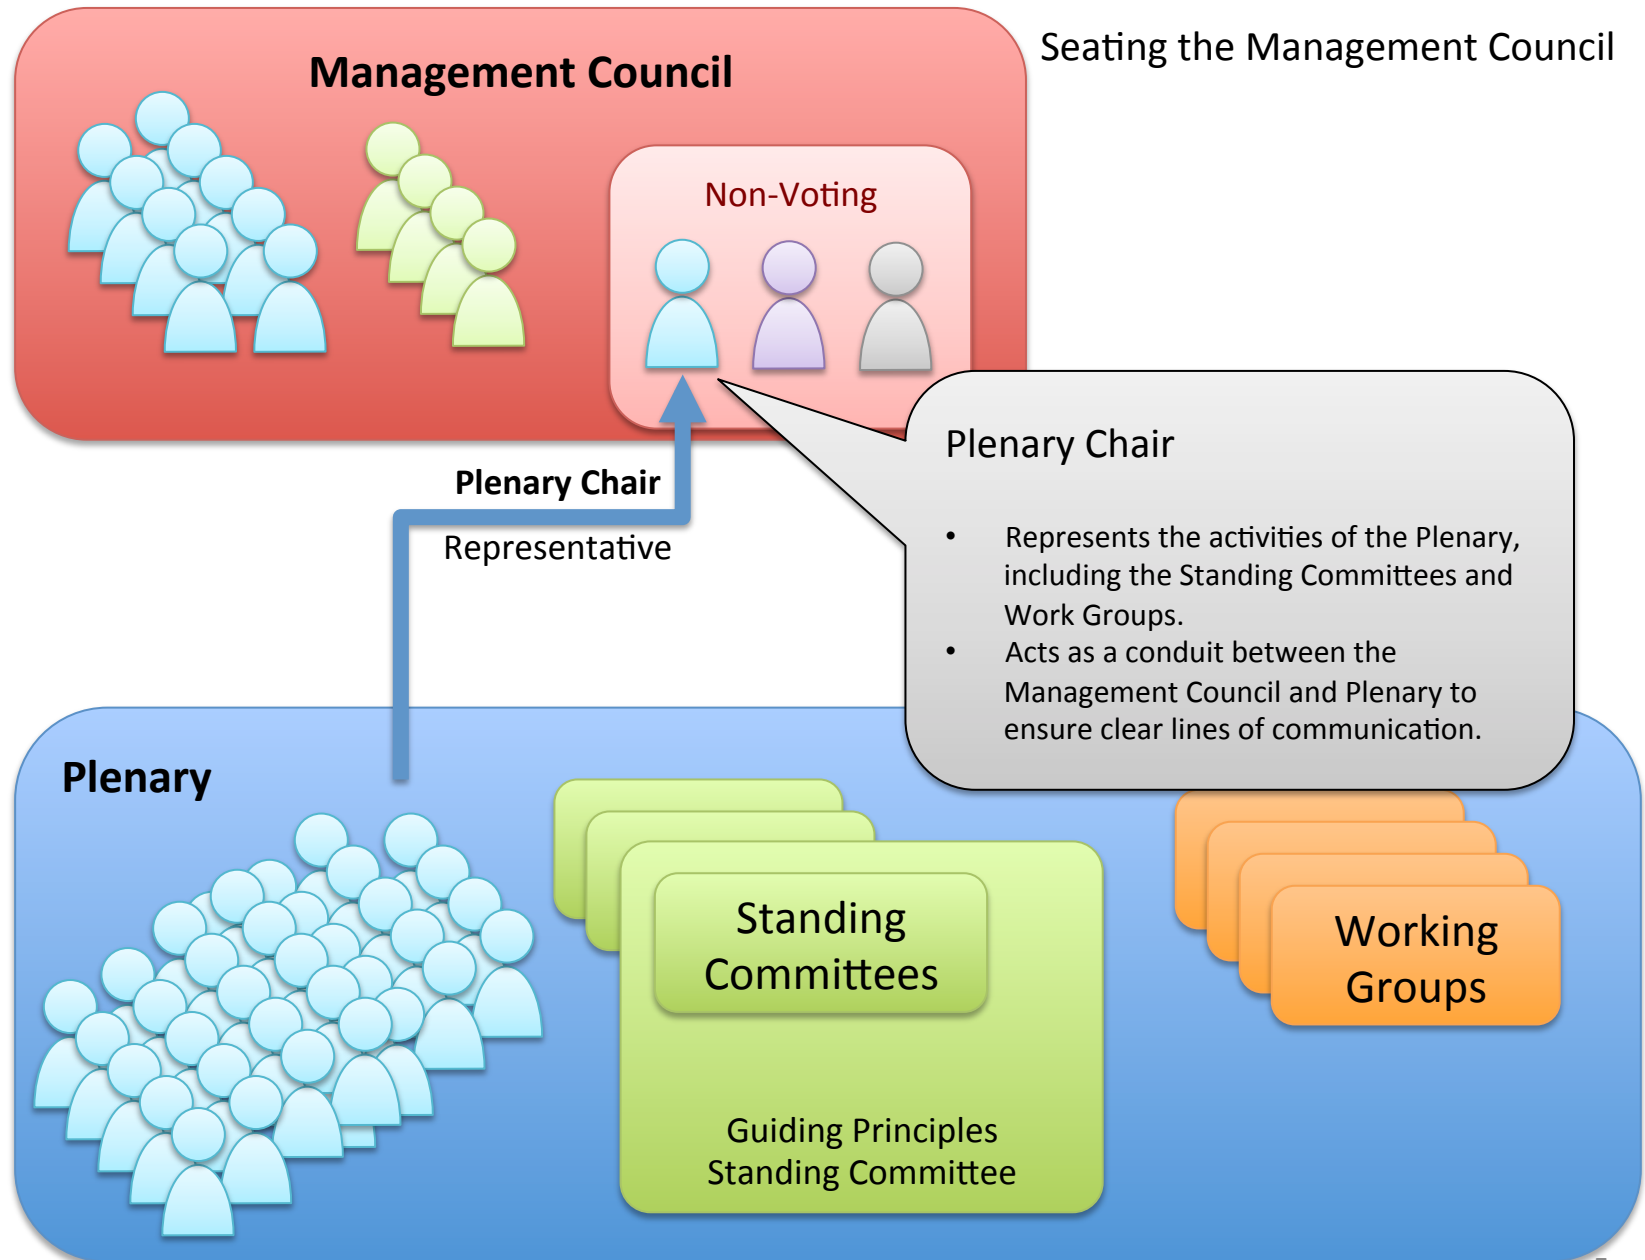 Seating the Management Council
Management Council
Non-Voting
Plenary Chair
Representative
Plenary Chair
• Represents the activities of the Plenary,
including the Standing Committees and
Work Groups.
• Acts as a conduit between the
Management Council and Plenary to
ensure clear lines of communication.
Plenary
Standing
Committees
Guiding Principles
Standing Committee
Working
Groups